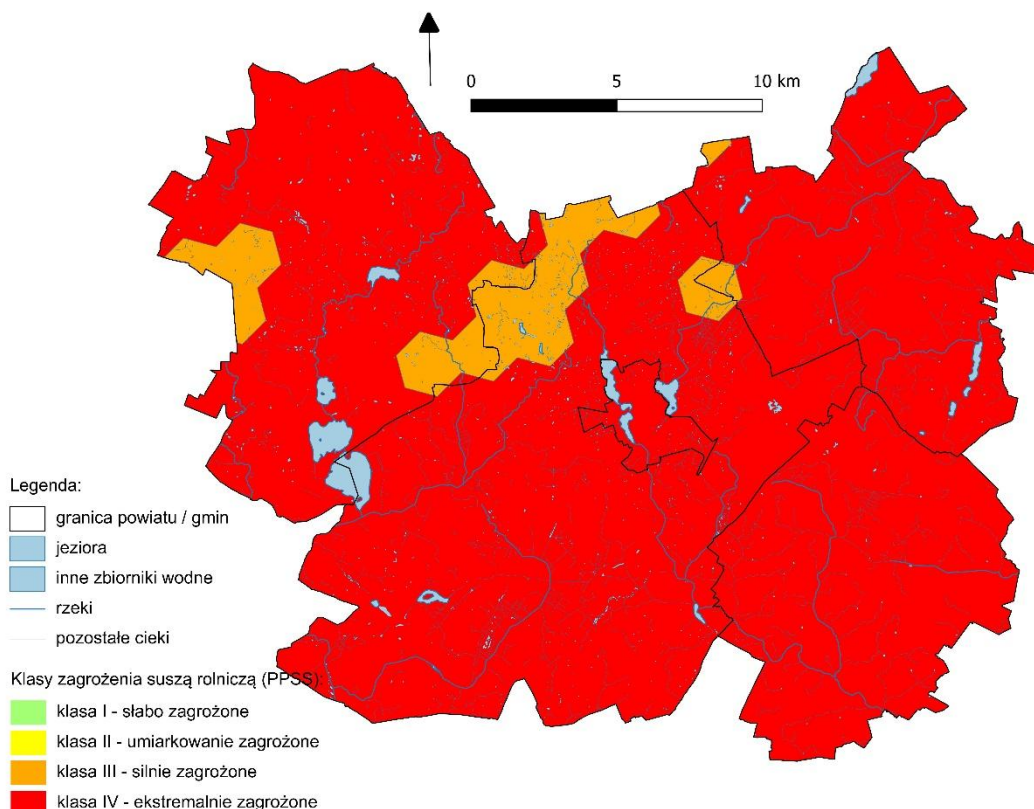 0 5 10 km
Legenda:
granica powiatu / gmin
jeziora
inne zbiorniki wodne
rzeki
pozostałe cieki
Klasy zagrożenia suszą rolniczą (PPSS):
klasa I - słabo zagrożone
klasa II - umiarkowanie zagrożone
klasa III - silnie zagrożone
klasa IV - ekstremalnie zagrożone